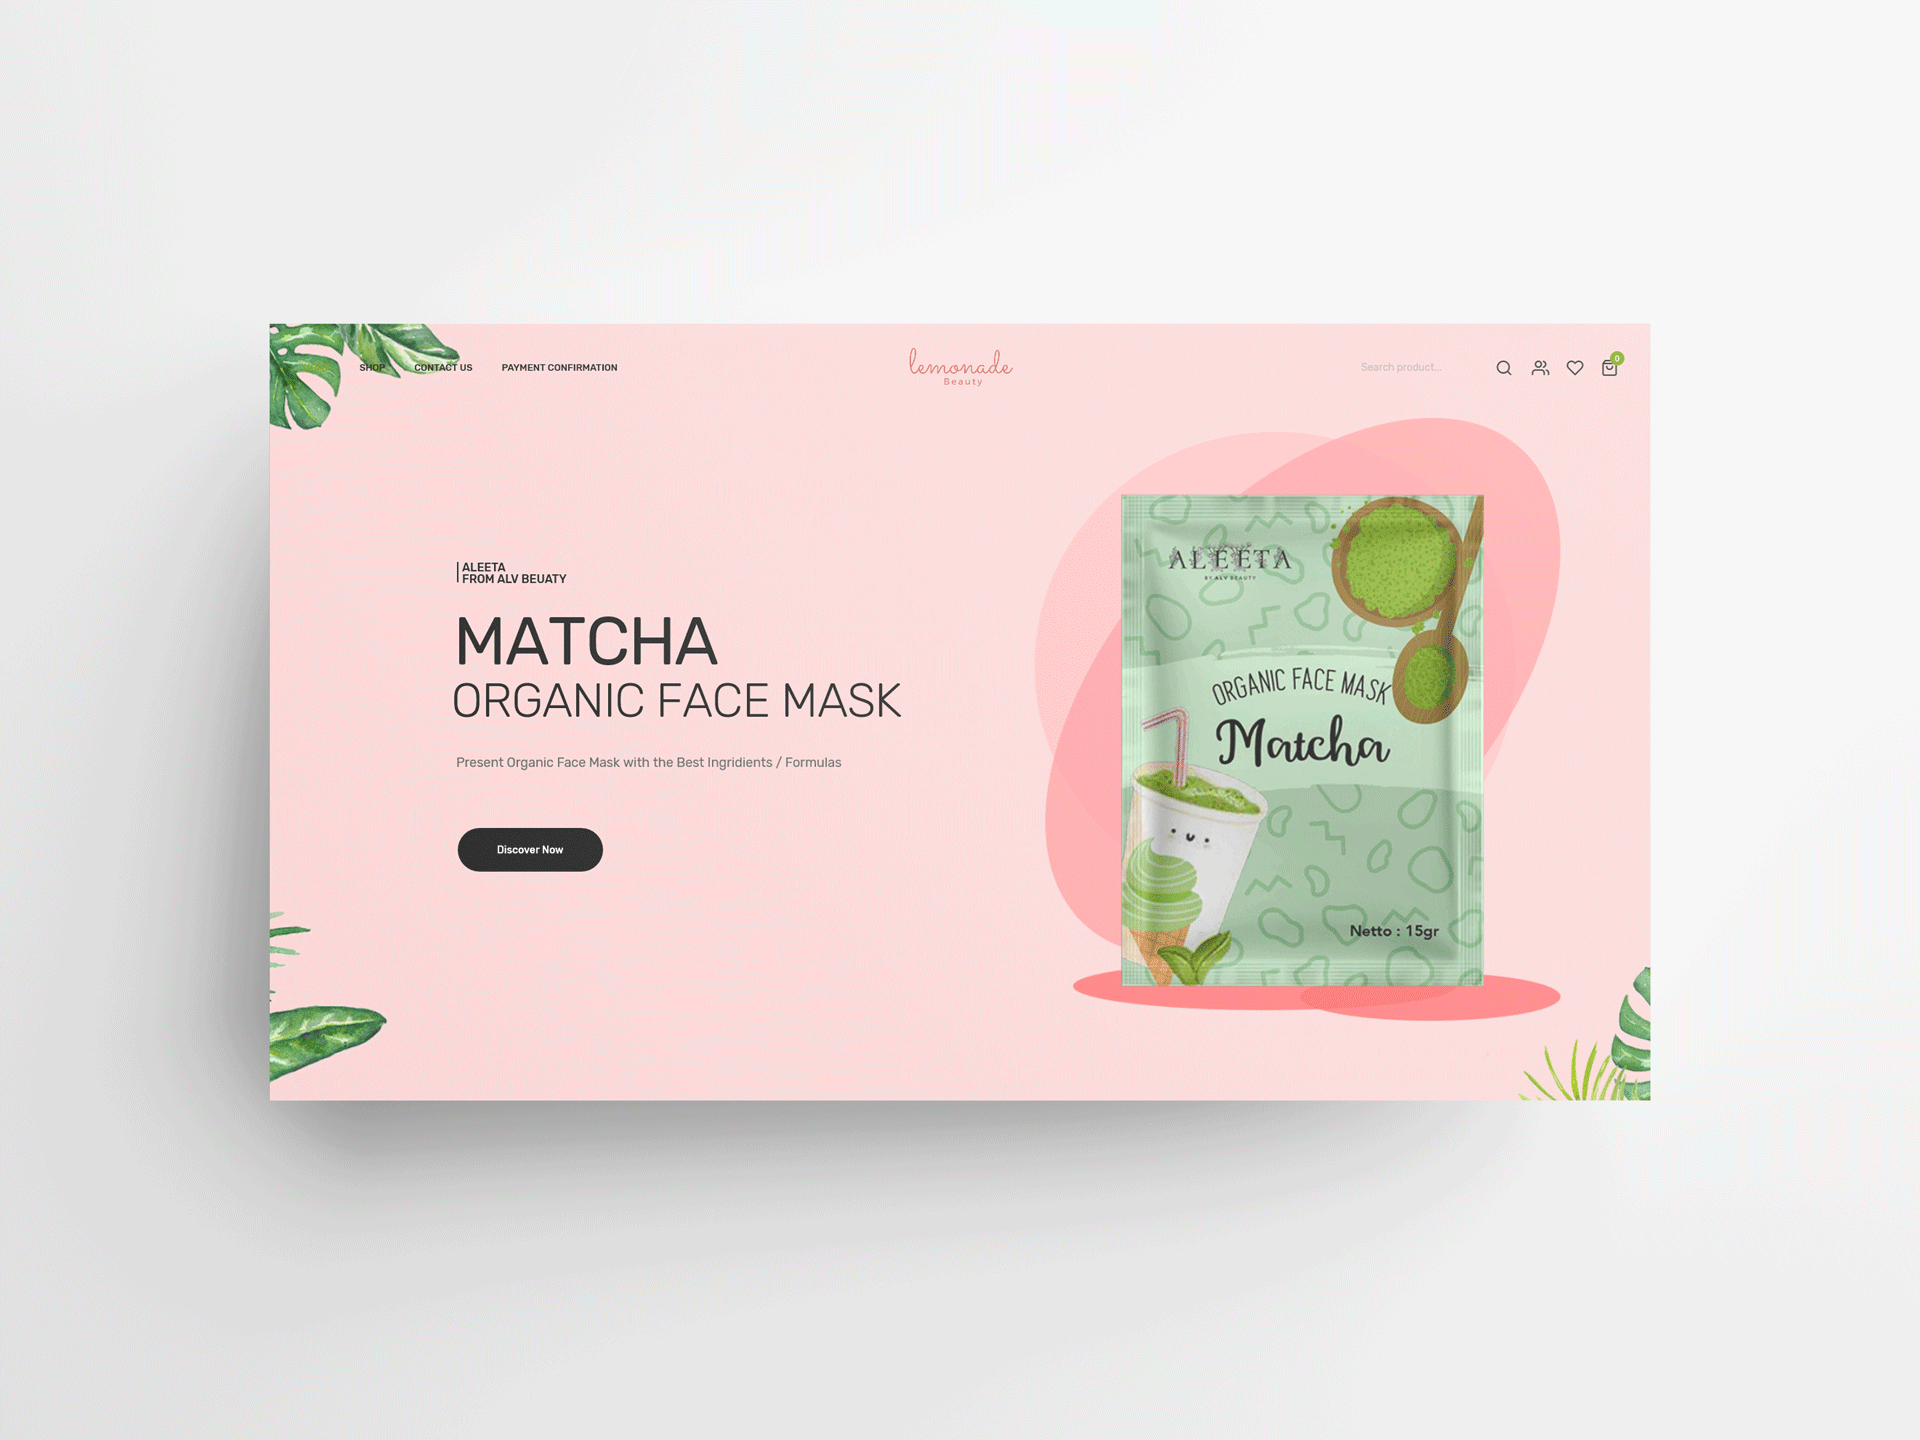 SHOP CONTACT US PAYMENT CONFIRMATION
lemonade
Beauty
Search product...
0
ALEETA
FROM ALV BEUATY
MATCHA
ORGANIC FACE MASK
Present Organic Face Mask with the Best Ingridients / Formulas
Discover Now
ALEETA
BY ALV BEAUTY
ORGANIC FACE MASK
Matcha
Netto : 15gr